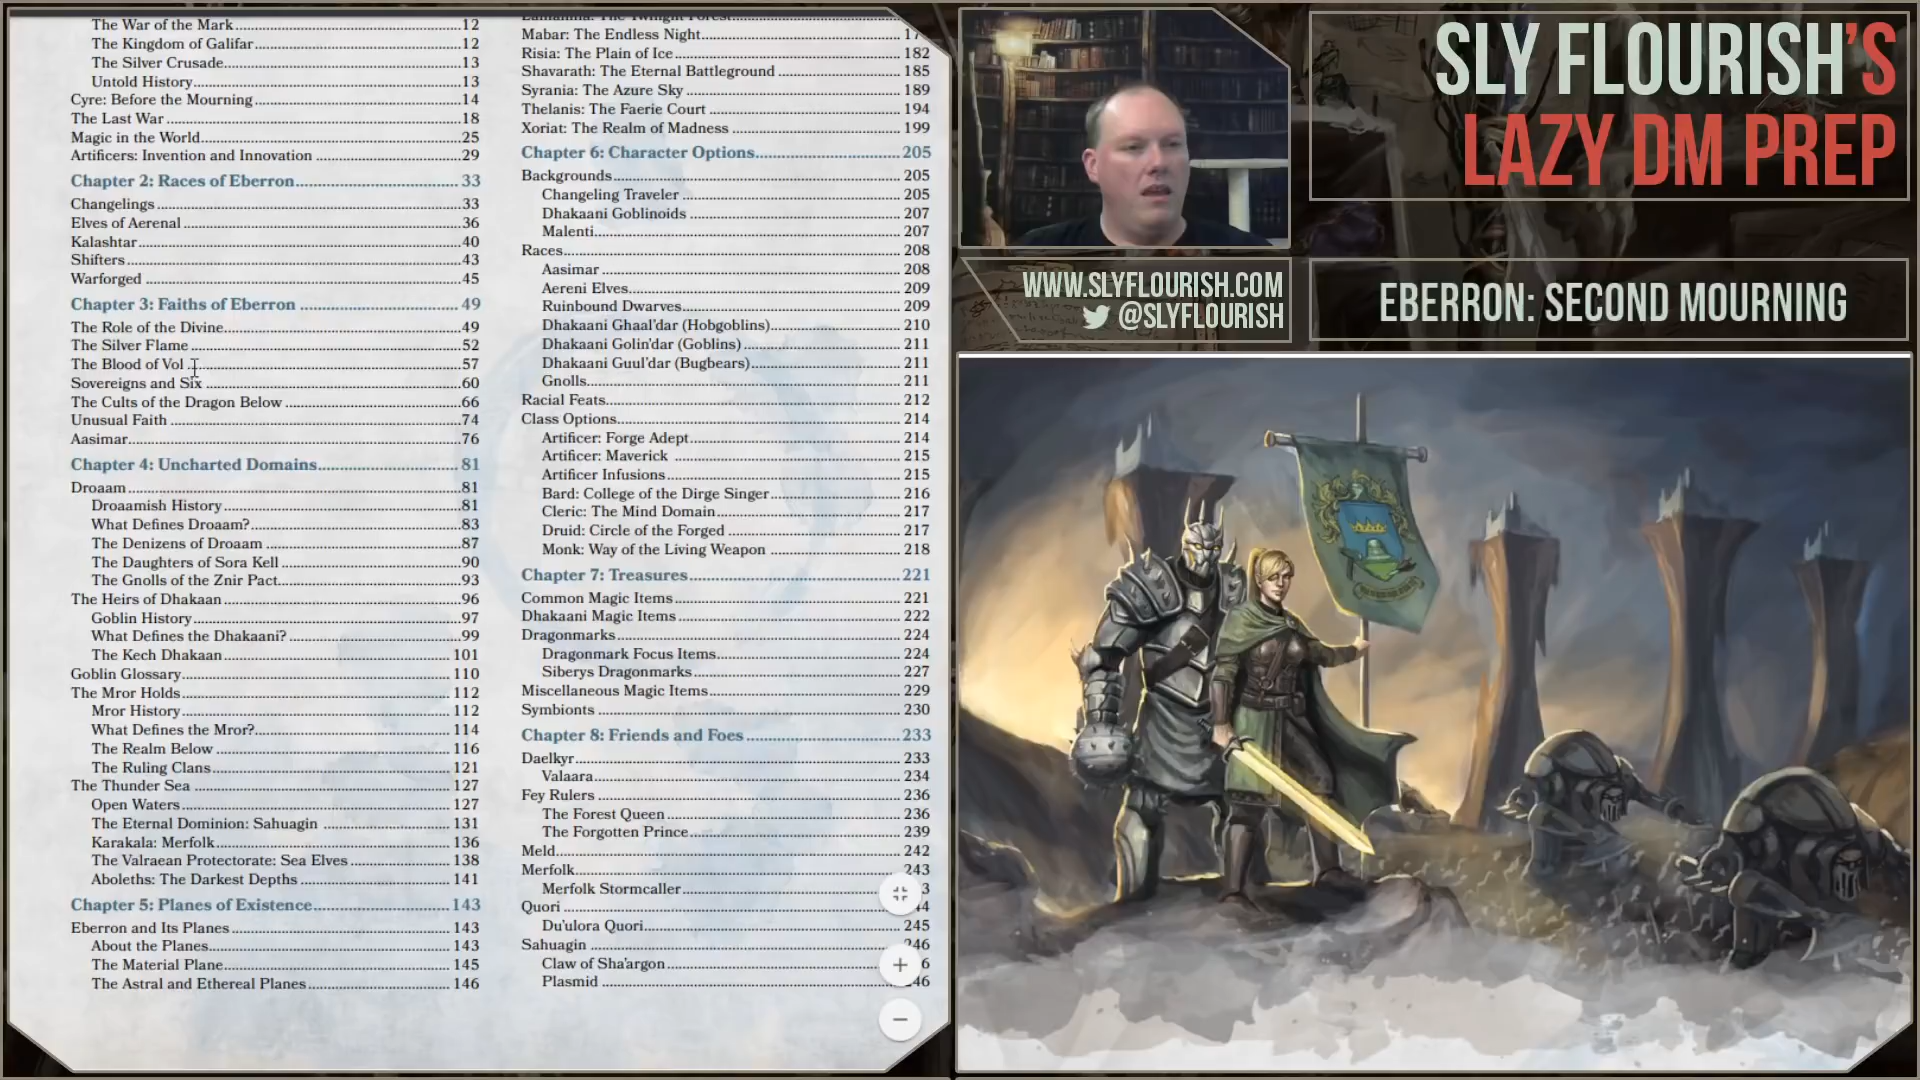 The War of the Mark 12
The Kingdom of Galifar 12
The Silver Crusade 13
Untold History 13
Cyre: Before the Mourning 14
The Last War 18
Magic in the World 25
Artificers: Invention and Innovation 29
Chapter 2: Races of Eberron 33
Changelings 33
Elves of Aerenal 36
Kalashtar 40
Shifters 43
Warforged 45
Chapter 3: Faiths of Eberron 49
The Role of the Divine 49
The Silver Flame 52
The Blood of Vol 57
Sovereigns and Six 60
The Cults of the Dragon Below 66
Unusual Faith 74
Aasimar 76
Chapter 4: Uncharted Domains 81
Droaam 81
Droaamish History 81
What Defines Droaam? 83
The Denizens of Droaam 87
The Daughters of Sora Kell 90
The Gnolls of the Znir Pact 93
The Heirs of Dhakaan 96
Goblin History 97
What Defines the Dhakaani? 99
The Kech Dhakaan 101
Goblin Glossary 110
The Mror Holds 112
Mror History 112
What Defines the Mror? 114
The Realm Below 116
The Ruling Clans 121
The Thunder Sea 127
Open Waters 127
The Eternal Dominion: Sahuagin 131
Karakala: Merfolk 136
The Valraean Protectorate: Sea Elves 138
Aboleths: The Darkest Depths 141
Chapter 5: Planes of Existence 143
Eberron and Its Planes 143
About the Planes 143
The Material Plane 145
The Astral and Ethereal Planes 146
Lamannia: The Twilight Forest
Mabar: The Endless Night
Risia: The Plain of Ice 182
Shavarath: The Eternal Battleground 185
Syrania: The Azure Sky 189
Thelanis: The Faerie Court 194
Xoriat: The Realm of Madness 199
Chapter 6: Character Options 205
Backgrounds 205
Changeling Traveler 205
Dhakaani Goblinoids 207
Malenti 207
Races 208
Aasimar 208
Aereni Elves 209
Ruinbound Dwarves 209
Dhakaani Ghaal'dar (Hobgoblins) 210
Dhakaani Golin'dar (Goblins) 211
Dhakaani Guul'dar (Bugbears) 211
Gnolls 211
Racial Feats 212
Class Options 214
Artificer: Forge Adept 214
Artificer: Maverick 215
Artificer Infusions 215
Bard: College of the Dirge Singer 216
Cleric: The Mind Domain 217
Druid: Circle of the Forged 217
Monk: Way of the Living Weapon 218
Chapter 7: Treasures 221
Common Magic Items 221
Dhakaani Magic Items 222
Dragonmarks 224
Dragonmark Focus Items 224
Siberys Dragonmarks 227
Miscellaneous Magic Items 229
Symbionts 230
Chapter 8: Friends and Foes 233
Daelkyr 233
Valaara 234
Fey Rulers 236
The Forest Queen 236
The Forgotten Prince 239
Meld 242
Merfolk 243
Merfolk Stormcaller
Quori
Du'ulora Quori 245
Sahuagin 246
Claw of Sha'argon
Plasmid
WWW.SLYFLOURISH.COM
@SLYFLOURISH
SLY FLOURISH'S
LAZY DM PREP
EBERRON: SECOND MOURNING